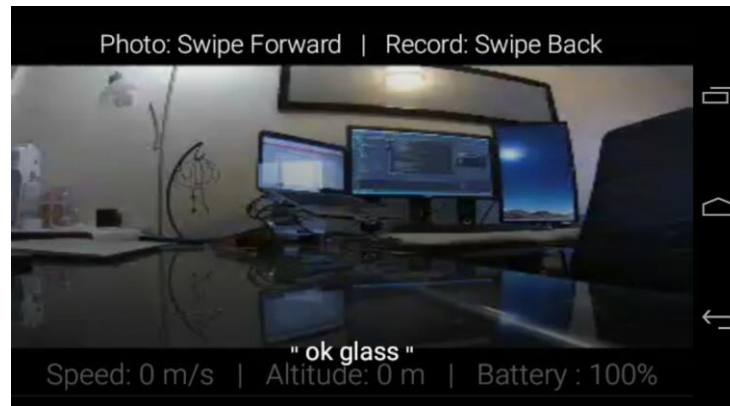 Photo: Swipe Forward | Record: Swipe Back
" ok glass "
Speed: 0 m/s | Altitude: 0 m | Battery : 100%